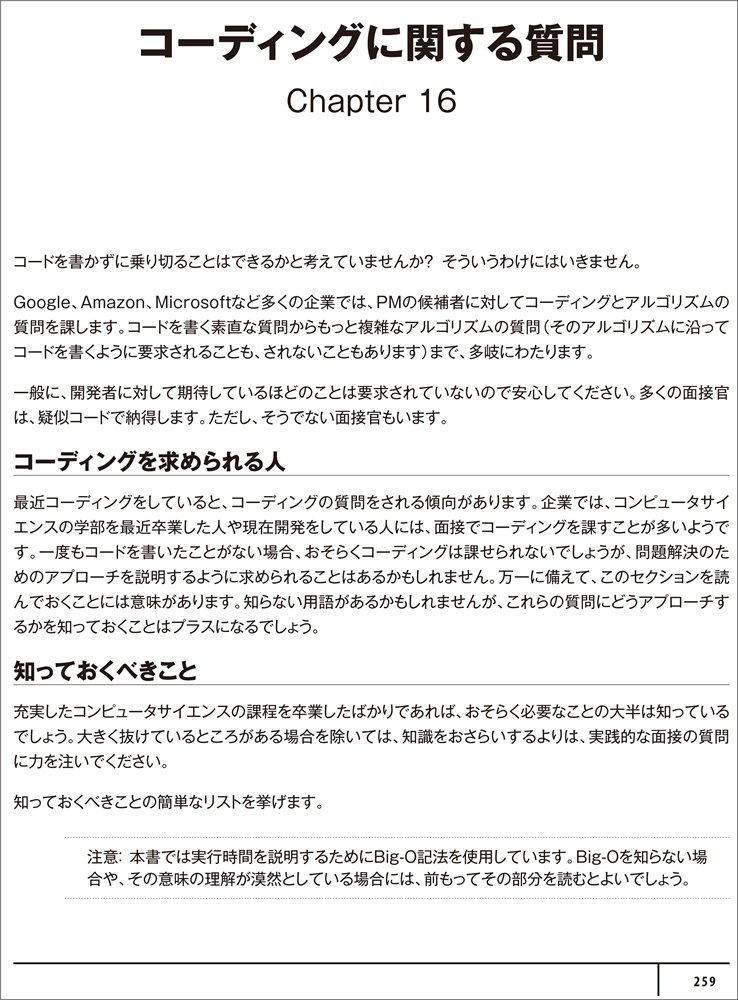 コーディングに関する質問
Chapter 16
コードを書かずに乗り切ることはできるかと考えていませんか? そういうわけにはいきません。
Google、Amazon、Microsoftなど多くの企業では、PMの候補者に対してコーディングとアルゴリズムの
質問を課します。コードを書く素直な質問からもっと複雑なアルゴリズムの質問（そのアルゴリズムに沿って
コードを書くように要求されることも、されないこともあります）まで、多岐にわたります。
一般に、開発者に対して期待しているほどのことは要求されていないので安心してください。多くの面接官
は、疑似コードで納得します。ただし、そうでない面接官もいます。
コーディングを求められる人
最近コーディングをしていると、コーディングの質問をされる傾向があります。企業では、コンピュータサイ
エンスの学部を最近卒業した人や現在開発をしている人には、面接でコーディングを課すことが多いようで
す。一度もコードを書いたことがない場合、おそらくコーディングは課せられないでしょうが、問題解決のた
めのアプローチを説明するように求められることはあるかもしれません。万一に備えて、このセクションを読
んでおくことには意味があります。知らない用語があるかもしれませんが、これらの質問にどうアプローチす
るかを知っておくことはプラスになるでしょう。
知っておくべきこと
充実したコンピュータサイエンスの課程を卒業したばかりであれば、おそらく必要なことの大半は知っている
でしょう。大きく抜けているところがある場合を除いては、知識をおさらいするよりは、実践的な面接の質問
に力を注いでください。
知っておくべきことの簡単なリストを挙げます。
注意: 本書では実行時間を説明するためにBig-O記法を使用しています。Big-Oを知らない場
合や、その意味の理解が漠然としている場合には、前もってその部分を読むとよいでしょう。
259